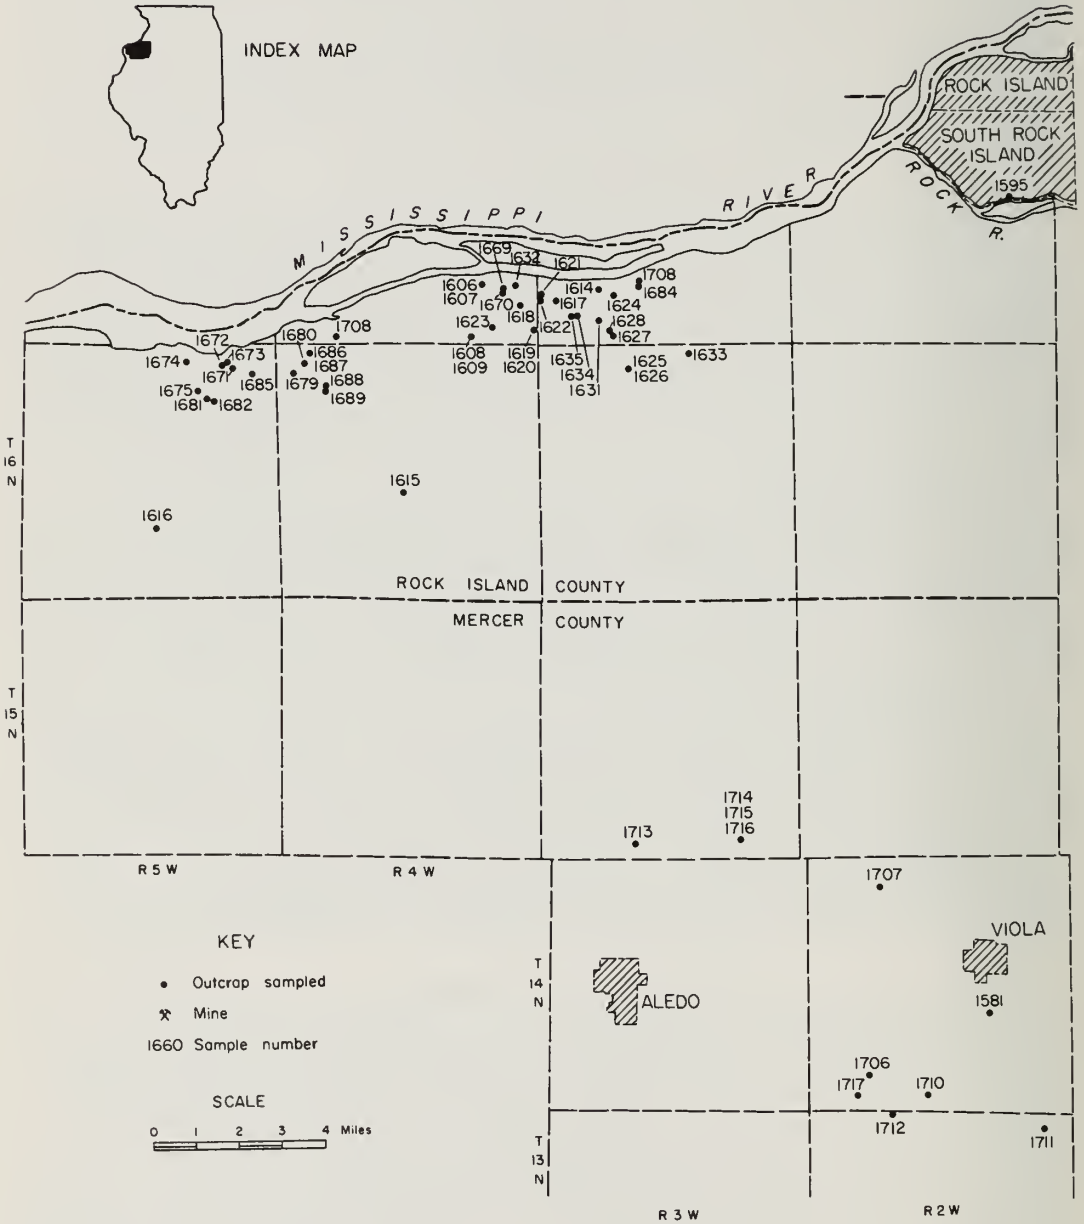 INDEX MAP
ROCK ISLAND
SOUTH ROCK
ISLAND
1595
ROCK R.
MISSISSIPPI RIVER
1669
1632
1621
1606
1607
1670
1618
1617
1614
1708
1684
1624
1623
1622
1628
1627
1608
1609
1619
1620
1635
1634
1631
1625
1626
1633
1672
1673
1674
1671
1685
1675
1681
1682
1680
1708
1686
1687
1679
1688
1689
T
16
N
1615
1616
ROCK ISLAND COUNTY
MERCER COUNTY
T
15
N
1713
1714
1715
1716
R 5 W
R 4 W
1707
KEY
Outcrap sampled
Mine
1660 Sample number
SCALE
0 1 2 3 4 Miles
T
14
N
ALEDO
VIOLA
1581
1706
1717
1710
1712
1711
T
13
N
R 3 W
R 2 W